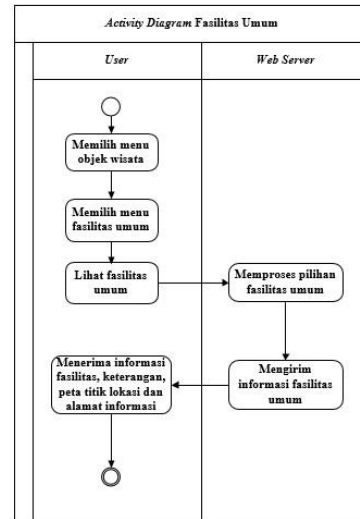 Activity Diagram Fasilitas Umum
User
Web Server
Memilih menu
objek wisata
Memilih menu
fasilitas umum
Lihat fasilitas
umum
Memproses pilihan
fasilitas umum
Mengirim
informasi fasilitas
umum
Menerima informasi
fasilitas, keterangan,
peta titik lokasi dan
alamat informasi